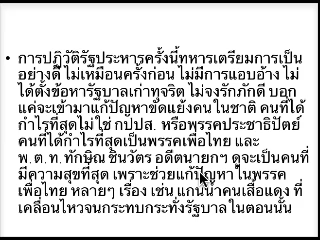 • การปฏิวัติรัฐประหารครั้งนี้ทหารเตรียมการเป็น
อย่างดี ไม่เหมือนครั้งก่อน ไม่มีการแอบอ้าง ไม่
ได้ตั้งข้อหารัฐบาลเก่าทุจริต ไม่จงรักภักดี บอก
แค่จะเข้ามาแก้ปัญหาขัดแย้งคนในชาติ คนที่ได้
กำไรที่สุดไม่ใช่ กปปส. หรือพรรคประชาธิปัตย์
คนที่ได้กำไรที่สุดเป็นพรรคเพื่อไทย และ
พ.ต.ท.ทักษิณ ชินวัตร อดีตนายกฯ ดูจะเป็นคนที่
มีความสุขที่สุด เพราะช่วยแก้ปัญหาในพรรค
เพื่อไทย หลายๆ เรื่อง เช่น แกนนำคนเสื้อแดง ที่
เคลื่อนไหวจนกระทบกระทั่งรัฐบาลในตอนนั้น